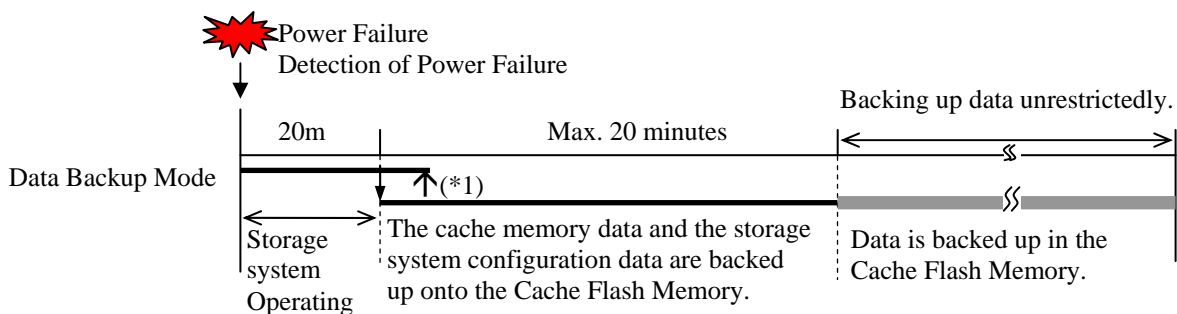 Power Failure
Detection of Power Failure
Backing up data unrestrictedly.
20m
Max. 20 minutes
Data Backup Mode
(*1)
Storage
system
Operating
The cache memory data and the storage
system configuration data are backed
up onto the Cache Flash Memory.
Data is backed up in the
Cache Flash Memory.